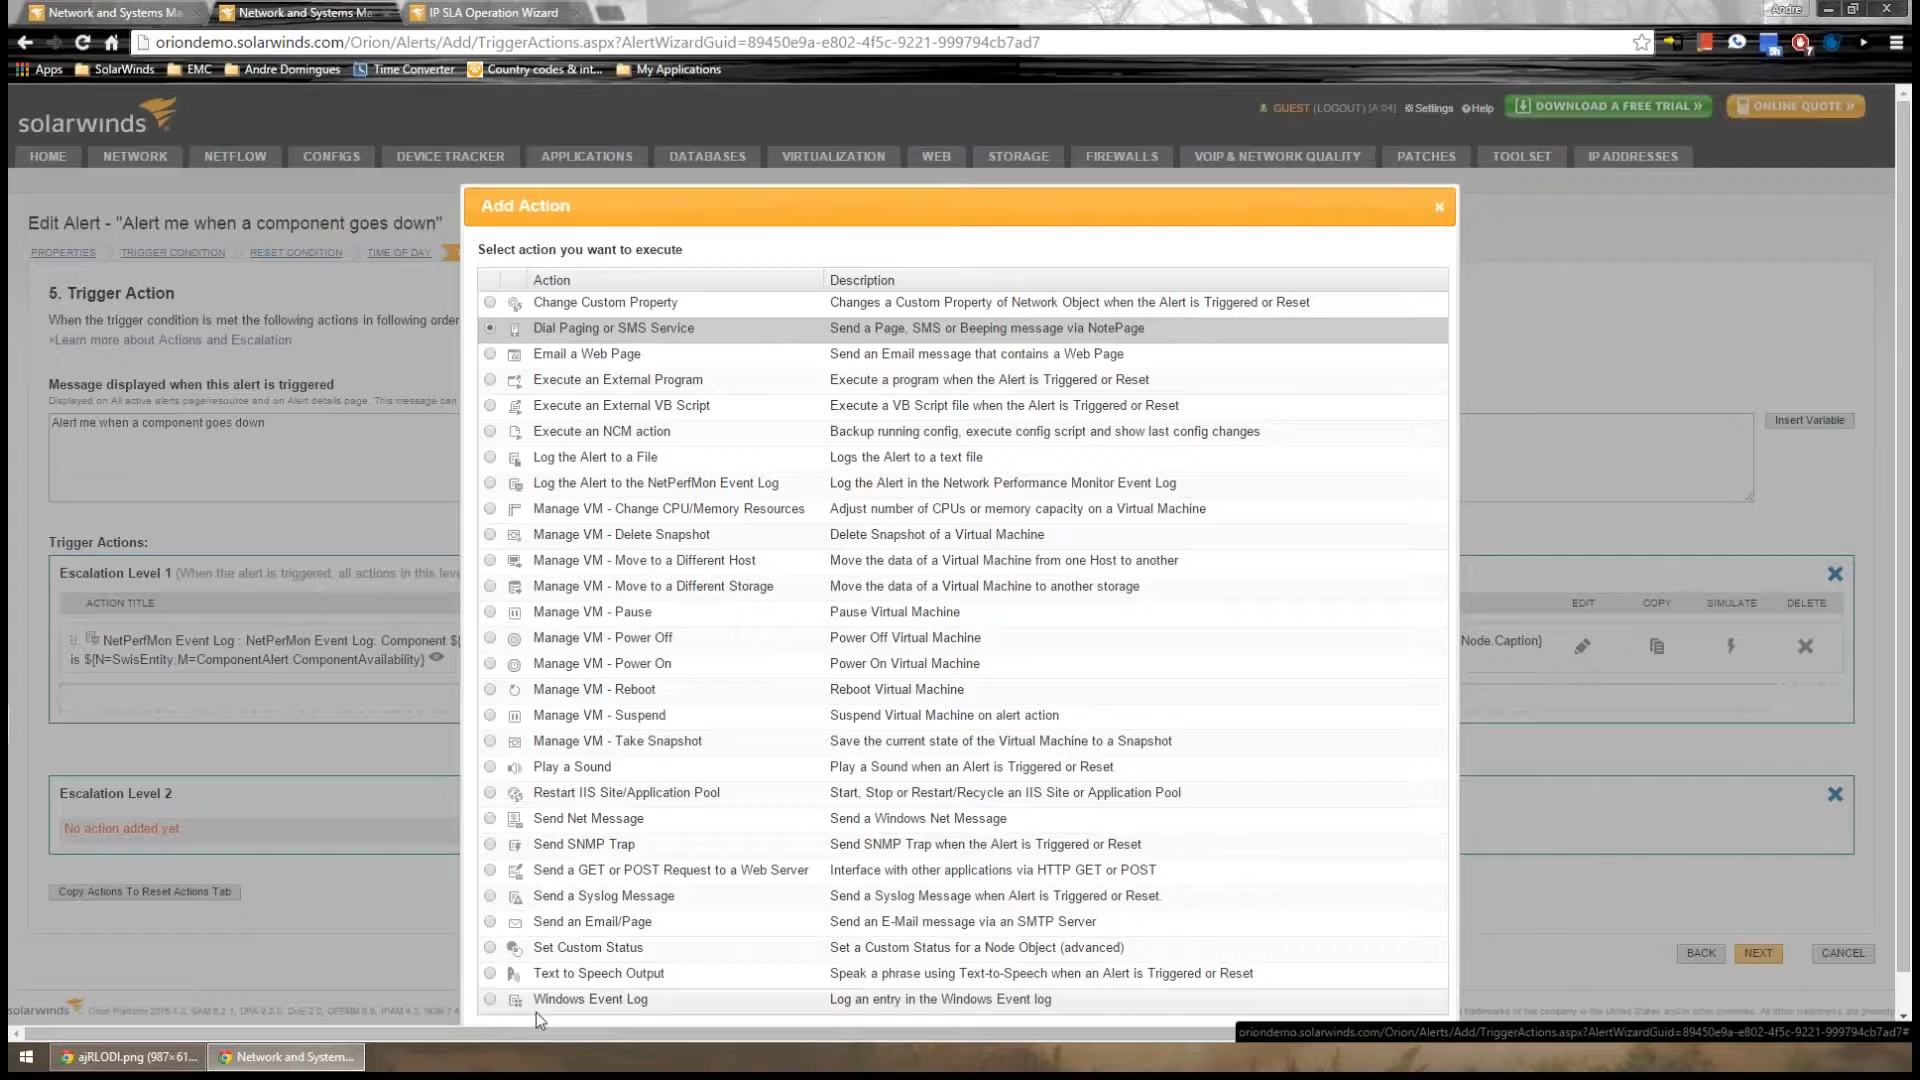 Network and Systems Ma
Network and Systems Ma
IP SLA Operation Wizard
Andre
oriondemo.solarwinds.com/Orion/Alerts/Add/TriggerActions.aspx?AlertWizardGuid=89450e9a-e802-4f5c-9221-999794cb7ad7
Apps
SolarWinds
EMC
Andre Domingues
Time Converter
Country codes & int...
My Applications
solarwinds
GUEST (LOGOUT) [A:04]
Settings
Help
DOWNLOAD A FREE TRIAL »
ONLINE QUOTE »
HOME
NETWORK
NETFLOW
CONFIGS
DEVICE TRACKER
APPLICATIONS
DATABASES
VIRTUALIZATION
WEB
STORAGE
FIREWALLS
VOIP & NETWORK QUALITY
PATCHES
TOOLSET
IP ADDRESSES
Edit Alert - "Alert me when a component goes down"
PROPERTIES
TRIGGER CONDITION
RESET CONDITION
TIME OF DAY
5. Trigger Action
When the trigger condition is met the following actions in following order
»Learn more about Actions and Escalation
Message displayed when this alert is triggered
Displayed on All active alerts page/resource and on Alert details page. This message can
Alert me when a component goes down
Insert Variable
Trigger Actions:
Escalation Level 1 (When the alert is triggered, all actions in this leve
ACTION TITLE
EDIT
COPY
SIMULATE
DELETE
NetPerfMon Event Log : NetPerMon Event Log: Component ${
is ${N=SwisEntity;M=ComponentAlert.ComponentAvailability}
Node.Caption}
Escalation Level 2
No action added yet.
Copy Actions To Reset Actions Tab
BACK
NEXT
CANCEL
Add Action
Select action you want to execute
Action Description
Change Custom Property Changes a Custom Property of Network Object when the Alert is Triggered or Reset
Dial Paging or SMS Service Send a Page, SMS or Beeping message via NotePage
Email a Web Page Send an Email message that contains a Web Page
Execute an External Program Execute a program when the Alert is Triggered or Reset
Execute an External VB Script Execute a VB Script file when the Alert is Triggered or Reset
Execute an NCM action Backup running config, execute config script and show last config changes
Log the Alert to a File Logs the Alert to a text file
Log the Alert to the NetPerfMon Event Log Log the Alert in the Network Performance Monitor Event Log
Manage VM - Change CPU/Memory Resources Adjust number of CPUs or memory capacity on a Virtual Machine
Manage VM - Delete Snapshot Delete Snapshot of a Virtual Machine
Manage VM - Move to a Different Host Move the data of a Virtual Machine from one Host to another
Manage VM - Move to a Different Storage Move the data of a Virtual Machine to another storage
Manage VM - Pause Pause Virtual Machine
Manage VM - Power Off Power Off Virtual Machine
Manage VM - Power On Power On Virtual Machine
Manage VM - Reboot Reboot Virtual Machine
Manage VM - Suspend Suspend Virtual Machine on alert action
Manage VM - Take Snapshot Save the current state of the Virtual Machine to a Snapshot
Play a Sound Play a Sound when an Alert is Triggered or Reset
Restart IIS Site/Application Pool Start, Stop or Restart/Recycle an IIS Site or Application Pool
Send Net Message Send a Windows Net Message
Send SNMP Trap Send SNMP Trap when the Alert is Triggered or Reset
Send a GET or POST Request to a Web Server Interface with other applications via HTTP GET or POST
Send a Syslog Message Send a Syslog Message when Alert is Triggered or Reset.
Send an Email/Page Send an E-Mail message via an SMTP Server
Set Custom Status Set a Custom Status for a Node Object (advanced)
Text to Speech Output Speak a phrase using Text-to-Speech when an Alert is Triggered or Reset
Windows Event Log Log an entry in the Windows Event log
solarwinds
oriondemo.solarwinds.com/Orion/Alerts/Add/TriggerActions.aspx?AlertWizardGuid=89450e9a-e802-4f5c-9221-999794cb7ad7#
ajRLODI.png (987×61...
Network and System...